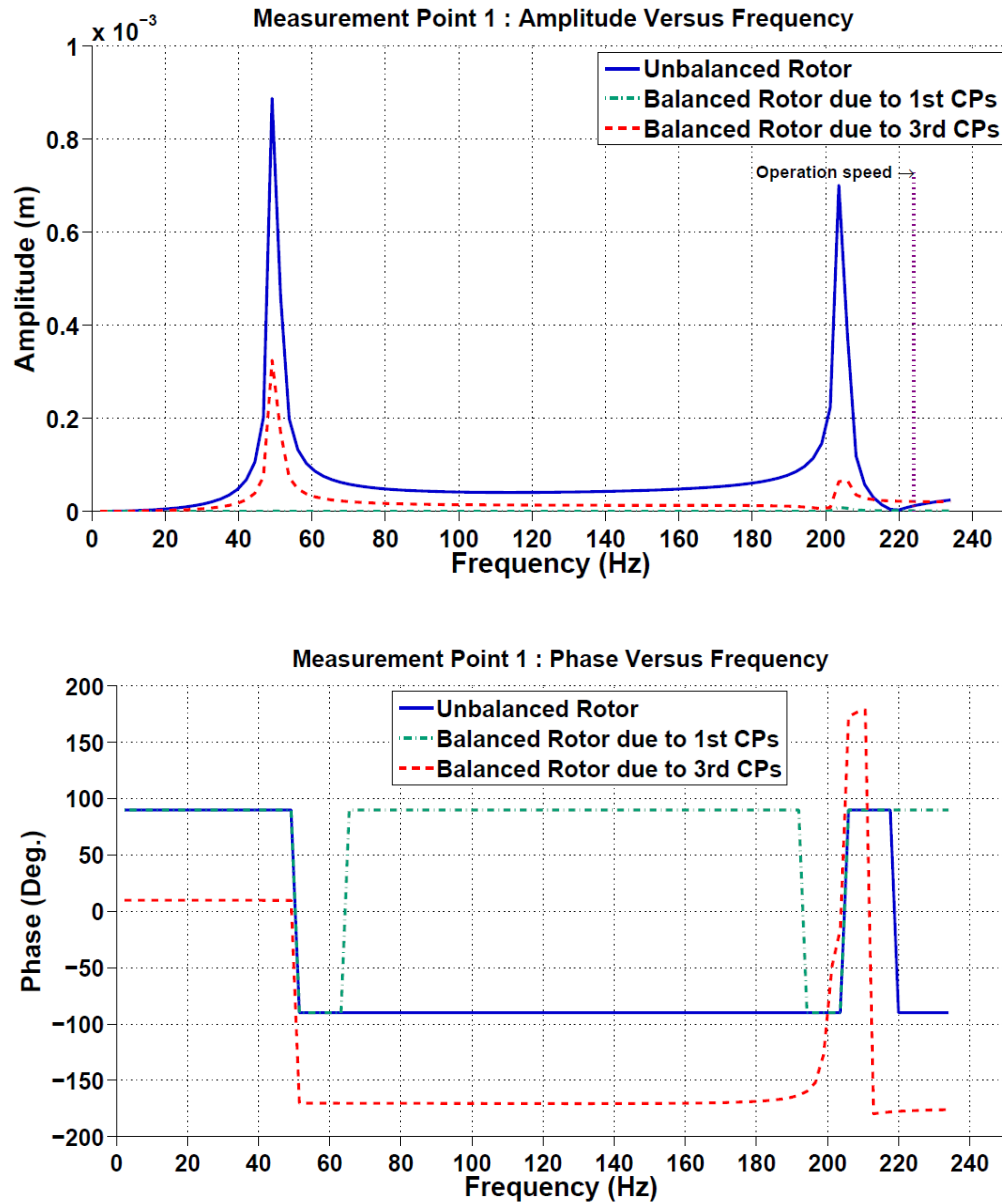 Measurement Point 1 : Amplitude Versus Frequency
x 10⁻³
1
0.8
0.6
0.4
0.2
0
Amplitude (m)
Unbalanced Rotor
Balanced Rotor due to 1st CPs
Balanced Rotor due to 3rd CPs
Operation speed →
0 20 40 60 80 100 120 140 160 180 200 220 240
Frequency (Hz)
Measurement Point 1 : Phase Versus Frequency
200
150
100
50
0
−50
−100
−150
−200
Phase (Deg.)
Unbalanced Rotor
Balanced Rotor due to 1st CPs
Balanced Rotor due to 3rd CPs
0 20 40 60 80 100 120 140 160 180 200 220 240
Frequency (Hz)